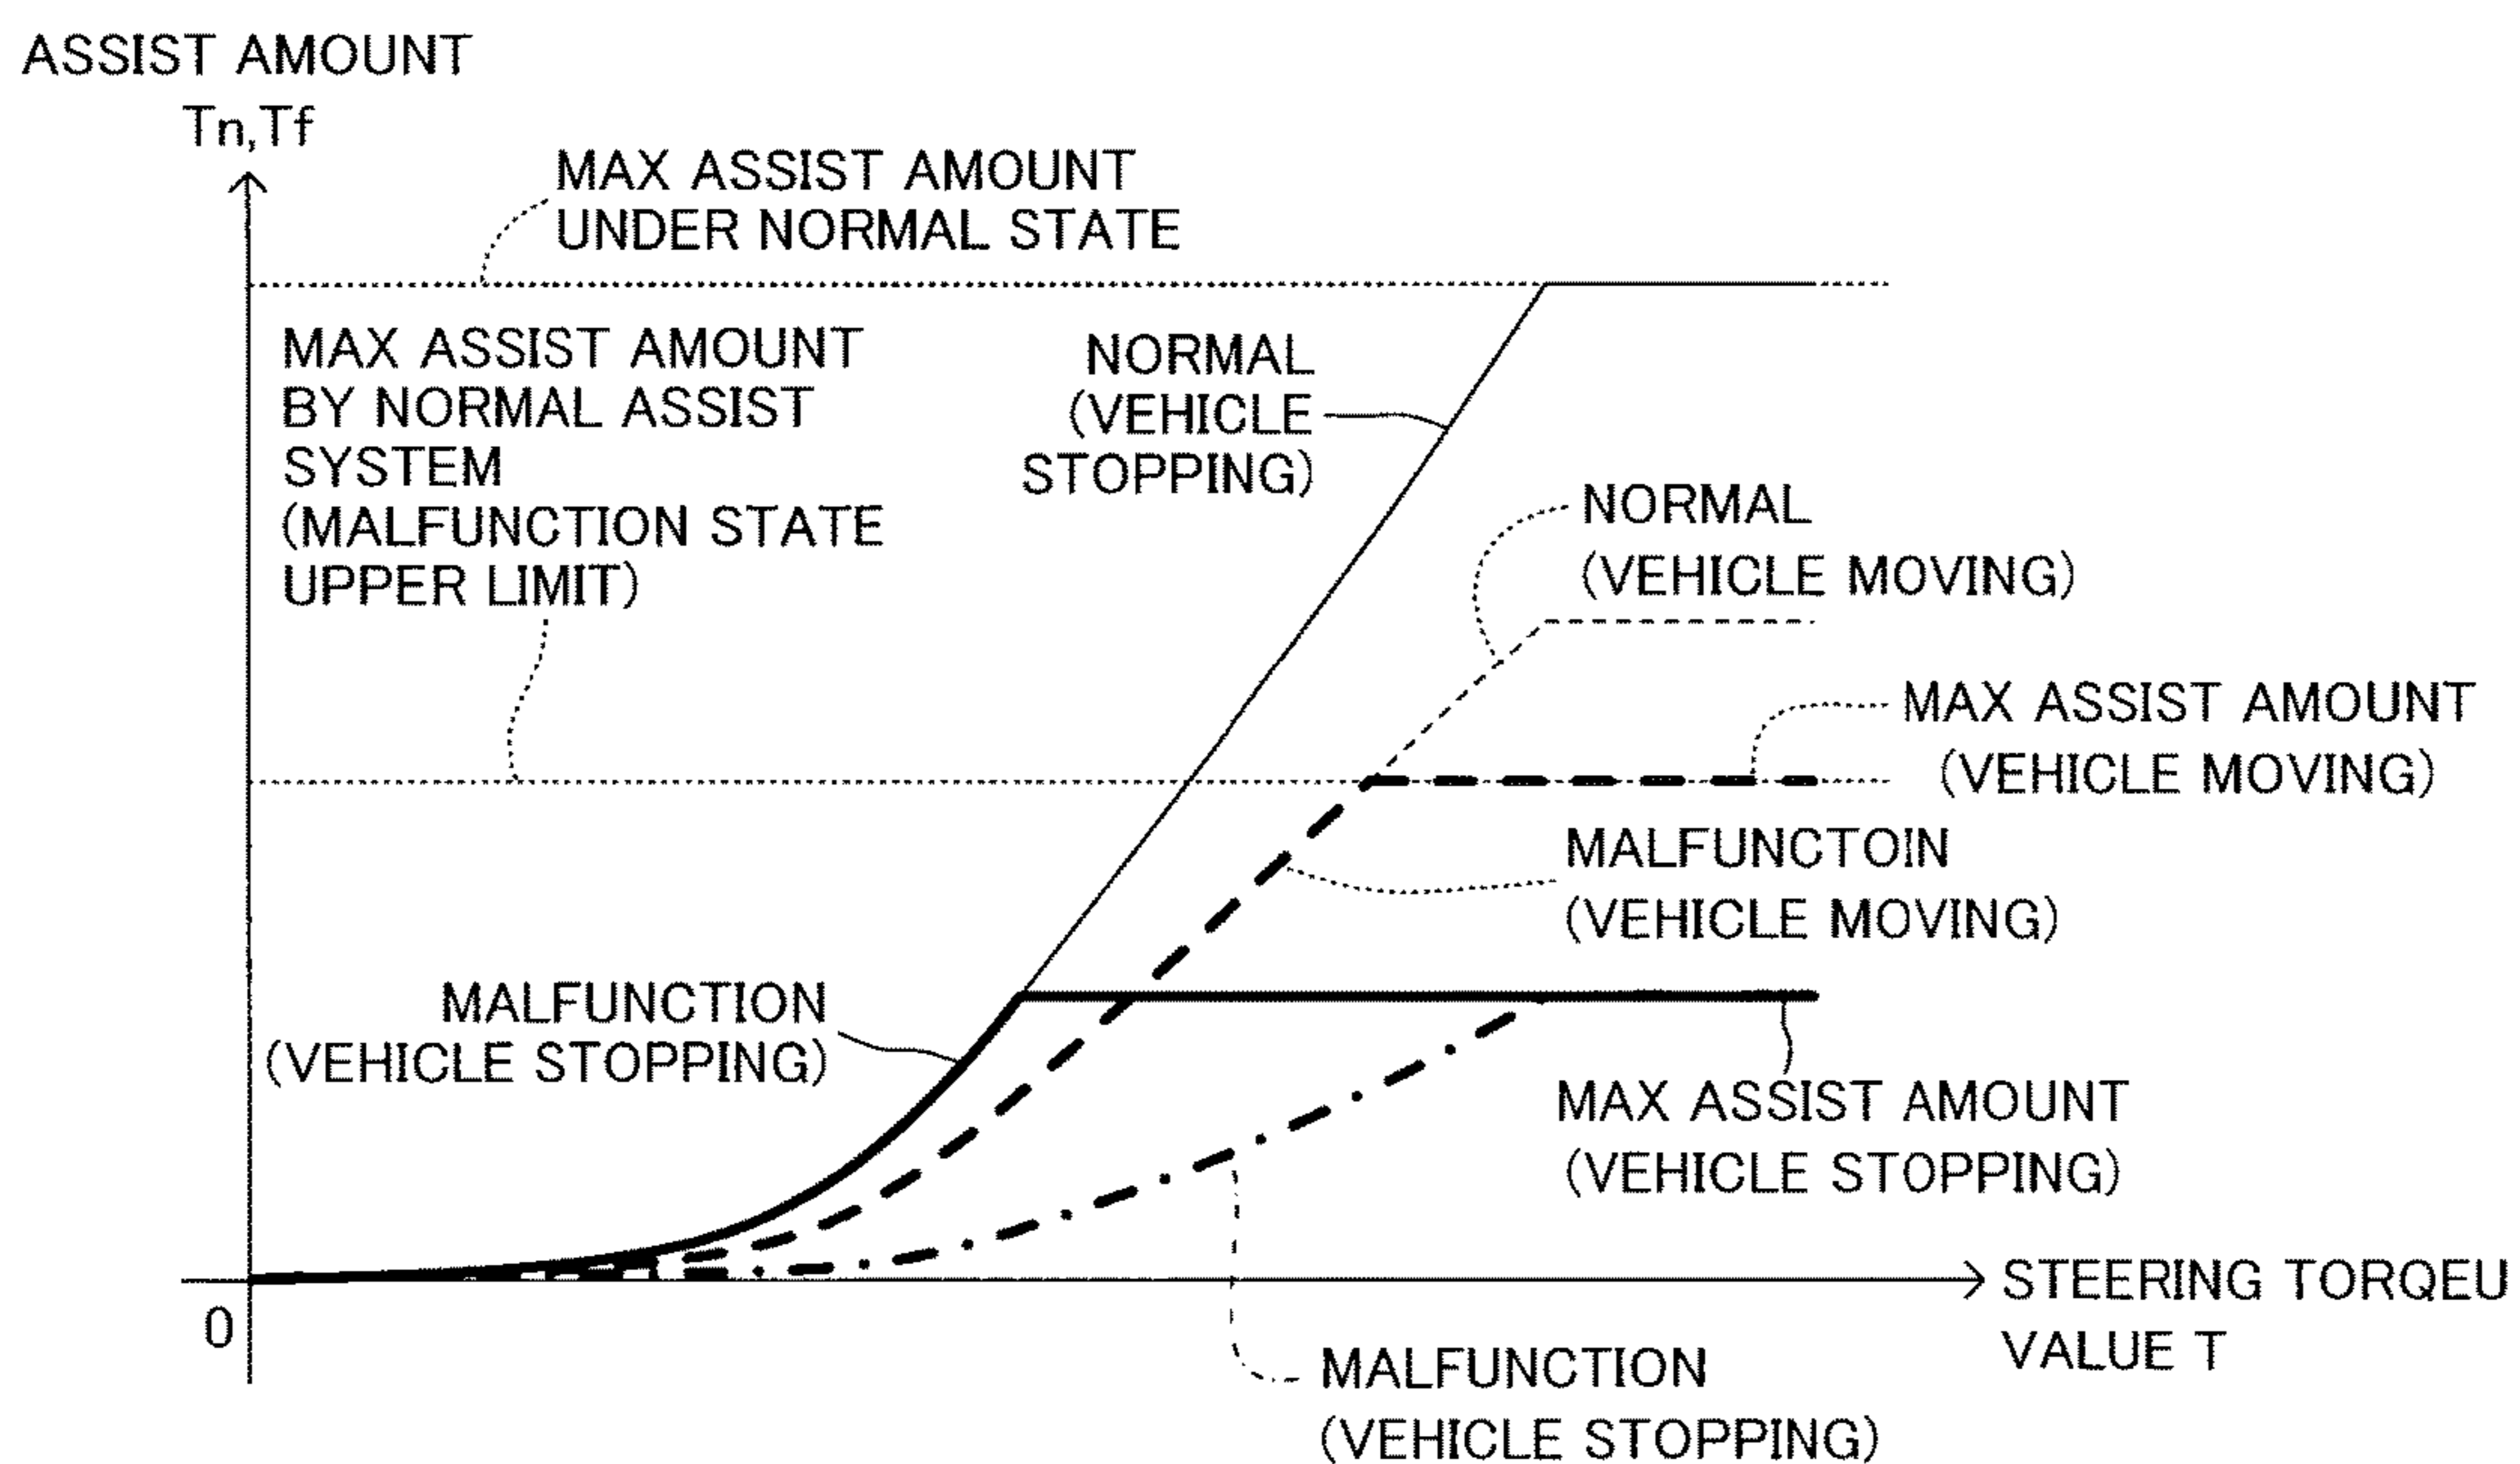 ASSIST AMOUNT
Tn,Tf
MAX ASSIST AMOUNT
UNDER NORMAL STATE
MAX ASSIST AMOUNT
BY NORMAL ASSIST
SYSTEM
(MALFUNCTION STATE
UPPER LIMIT)
NORMAL
(VEHICLE
STOPPING)
NORMAL
(VEHICLE MOVING)
MAX ASSIST AMOUNT
(VEHICLE MOVING)
MALFUNCTOIN
(VEHICLE MOVING)
MALFUNCTION
(VEHICLE STOPPING)
MAX ASSIST AMOUNT
(VEHICLE STOPPING)
STEERING TORQEU
VALUE T
0
MALFUNCTION
(VEHICLE STOPPING)